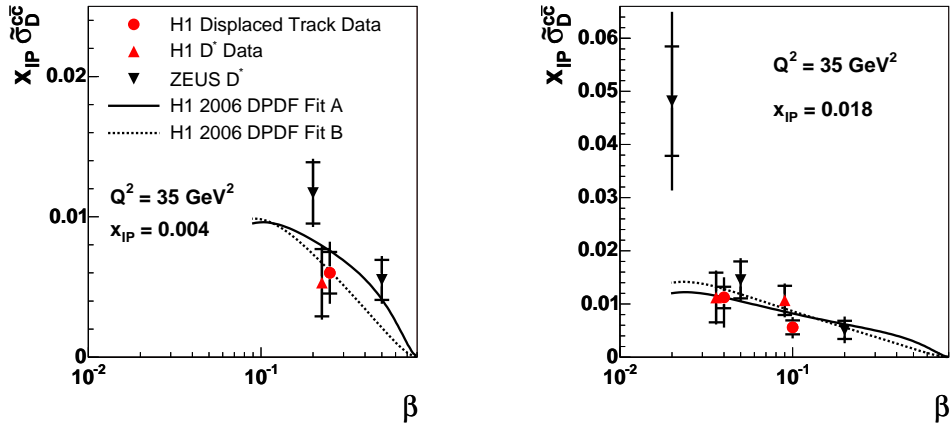 x_IP σ̃_D^cc̄
0.02
0.01
0
H1 Displaced Track Data
H1 D* Data
ZEUS D*
H1 2006 DPDF Fit A
H1 2006 DPDF Fit B
Q² = 35 GeV²
x_IP = 0.004
10⁻²
10⁻¹
β
x_IP σ̃_D^cc̄
0.06
0.05
0.04
0.03
0.02
0.01
0
Q² = 35 GeV²
x_IP = 0.018
10⁻²
10⁻¹
β